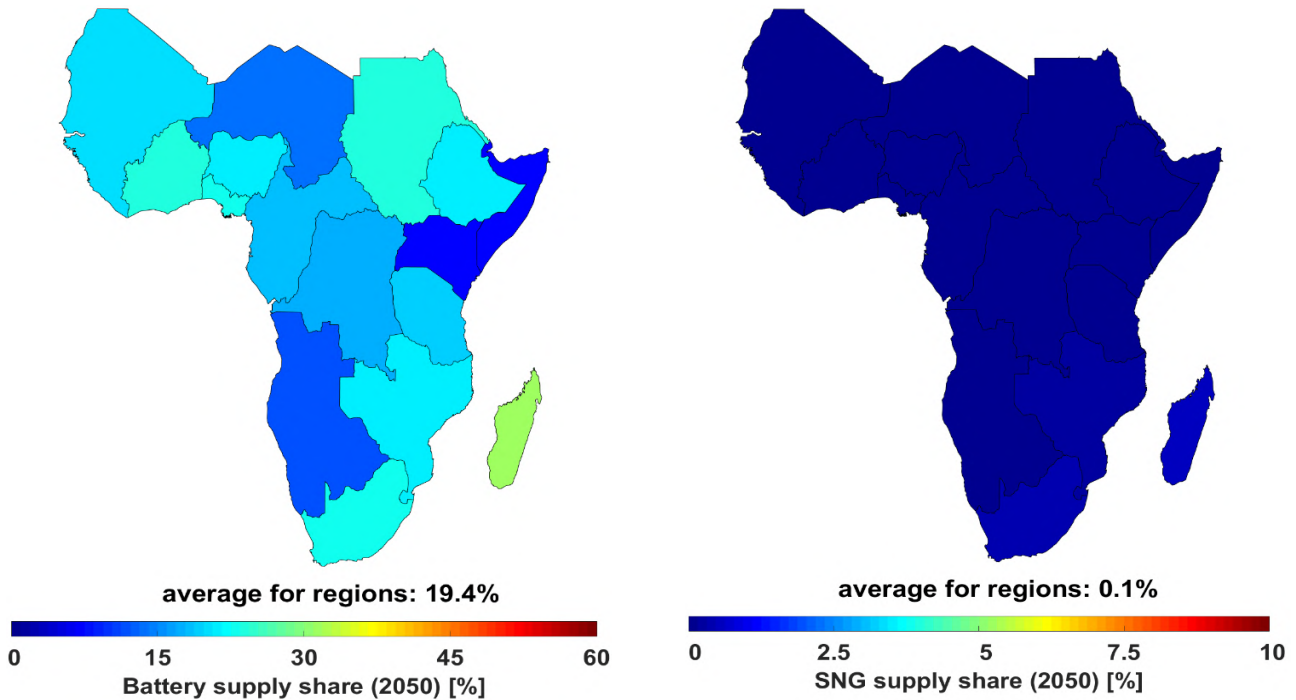 average for regions: 19.4%
0 15 30 45 60
Battery supply share (2050) [%]
average for regions: 0.1%
0 2.5 5 7.5 10
SNG supply share (2050) [%]